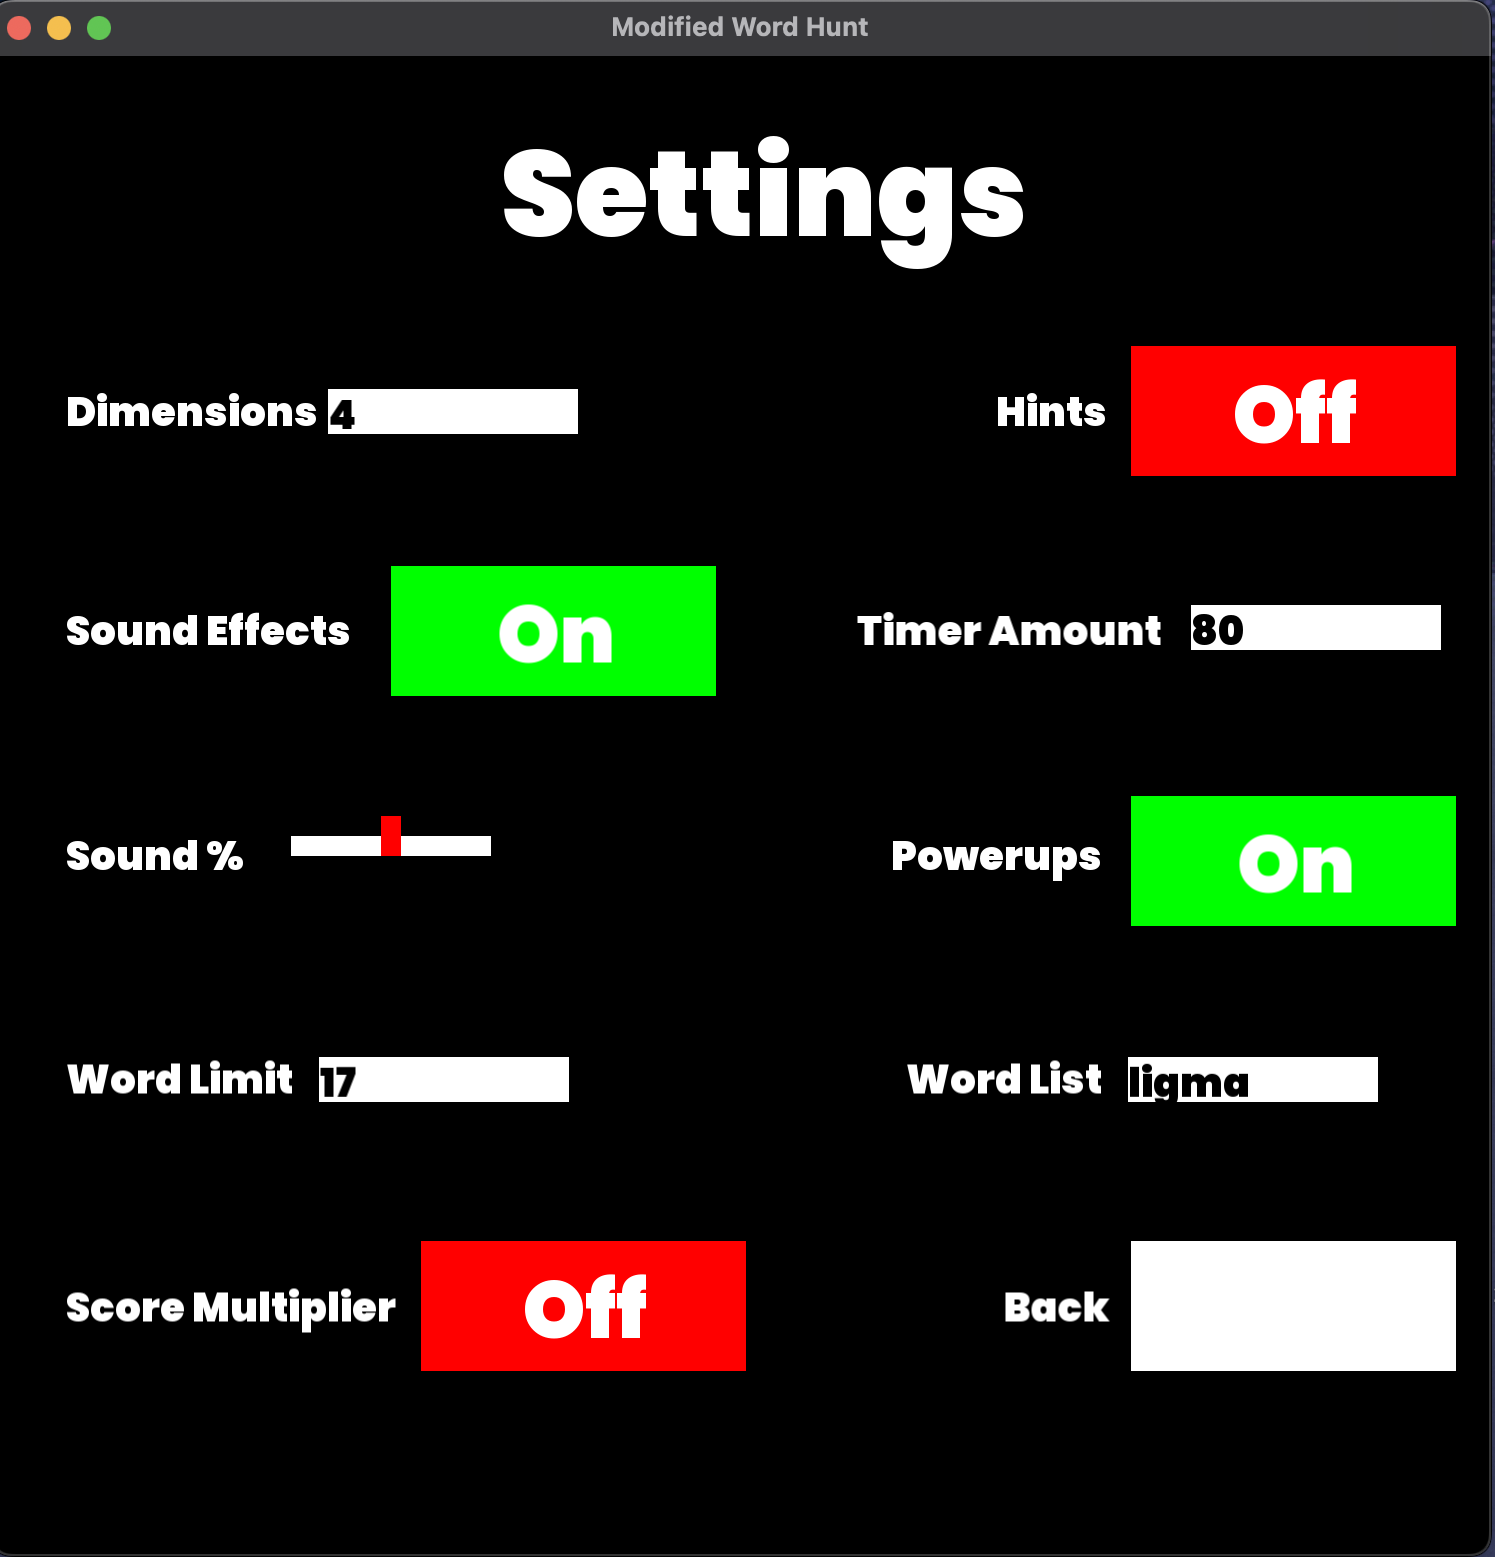 Modified Word Hunt
Settings
Dimensions 4
Hints Off
Sound Effects On
Timer Amount 80
Sound %
Powerups On
Word Limit 17
Word List ligma
Score Multiplier Off
Back